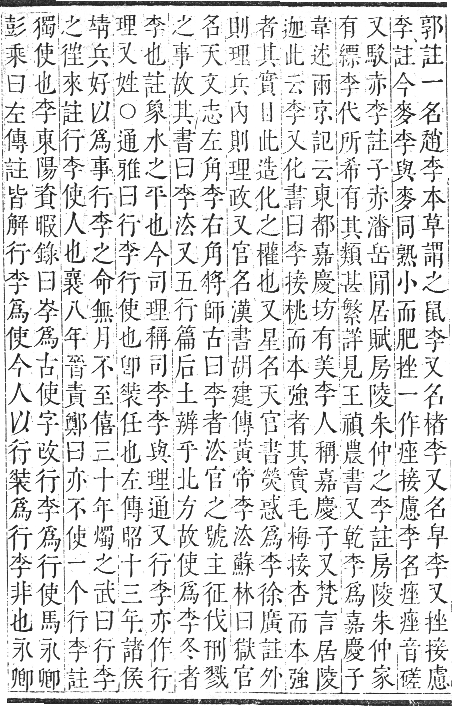 郭註一名趙李本草謂之鼠李又名楮李又名皁李又挫接慮
李註今麥李與麥同熟小而肥挫一作痤接慮李名痤痤音磋
又駁赤李註子赤潘岳閒居賦房陵朱仲之李註房陵朱仲家
有縹李代所希有其類甚繁詳見王禎農書又乾李爲嘉慶子
韋述兩京記云東都嘉慶坊有美李人稱嘉慶子又梵言居陵
迦此云李又化書曰李接桃而本強者其實毛梅接杏而本強
者其實甘此造化之權也又星名天官書熒惑爲李徐廣註外
則理兵內則理政又官名漢書胡建傳黃帝李㳒蘇林曰獄官
名天文志左角李右角將師古曰李者㳒官之號主征伐刑戮
之事故其書曰李㳒又五行篇后土辨乎北方故使爲李冬者
李也註象水之平也今司理稱司李李與理通又行李亦作行
理又姓○通雅曰行李行使也卽裝任也左傳昭十三年諸侯
靖兵好以爲事行李之命無月不至僖三十年燭之武曰行李
之徃來註行李使人也襄八年晉責鄭曰亦不使一个行李註
獨使也李東陽資暇錄曰岑爲古使字改行李爲行使馬永卿
彭乘曰左傳註皆解行李爲使今人以行裝爲行李非也永卿